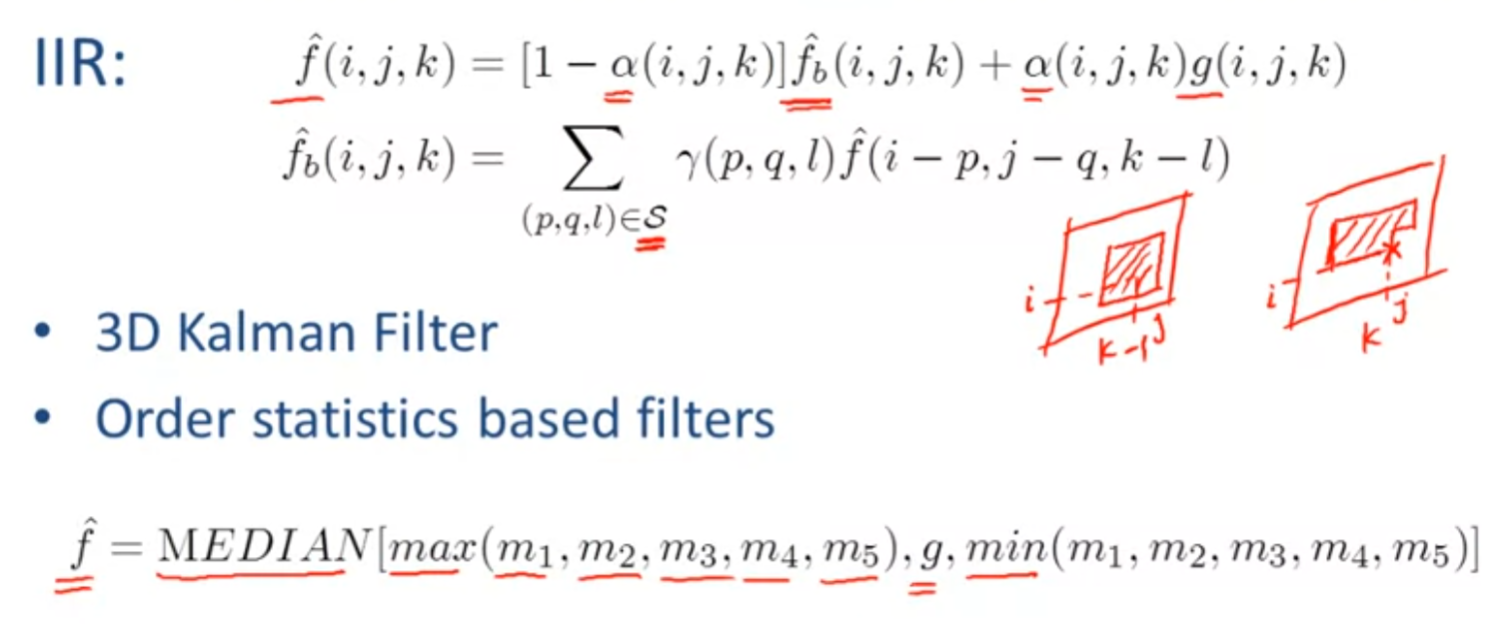 IIR: f̂(i, j, k) = [1 − α(i, j, k)]f̂_b(i, j, k) + α(i, j, k)g(i, j, k)
f̂_b(i, j, k) = ∑_{(p,q,l)∈𝒮} γ(p, q, l)f̂(i − p, j − q, k − l)
i j k-1
i j k
• 3D Kalman Filter
• Order statistics based filters
f̂ = MEDIAN[max(m₁, m₂, m₃, m₄, m₅), g, min(m₁, m₂, m₃, m₄, m₅)]